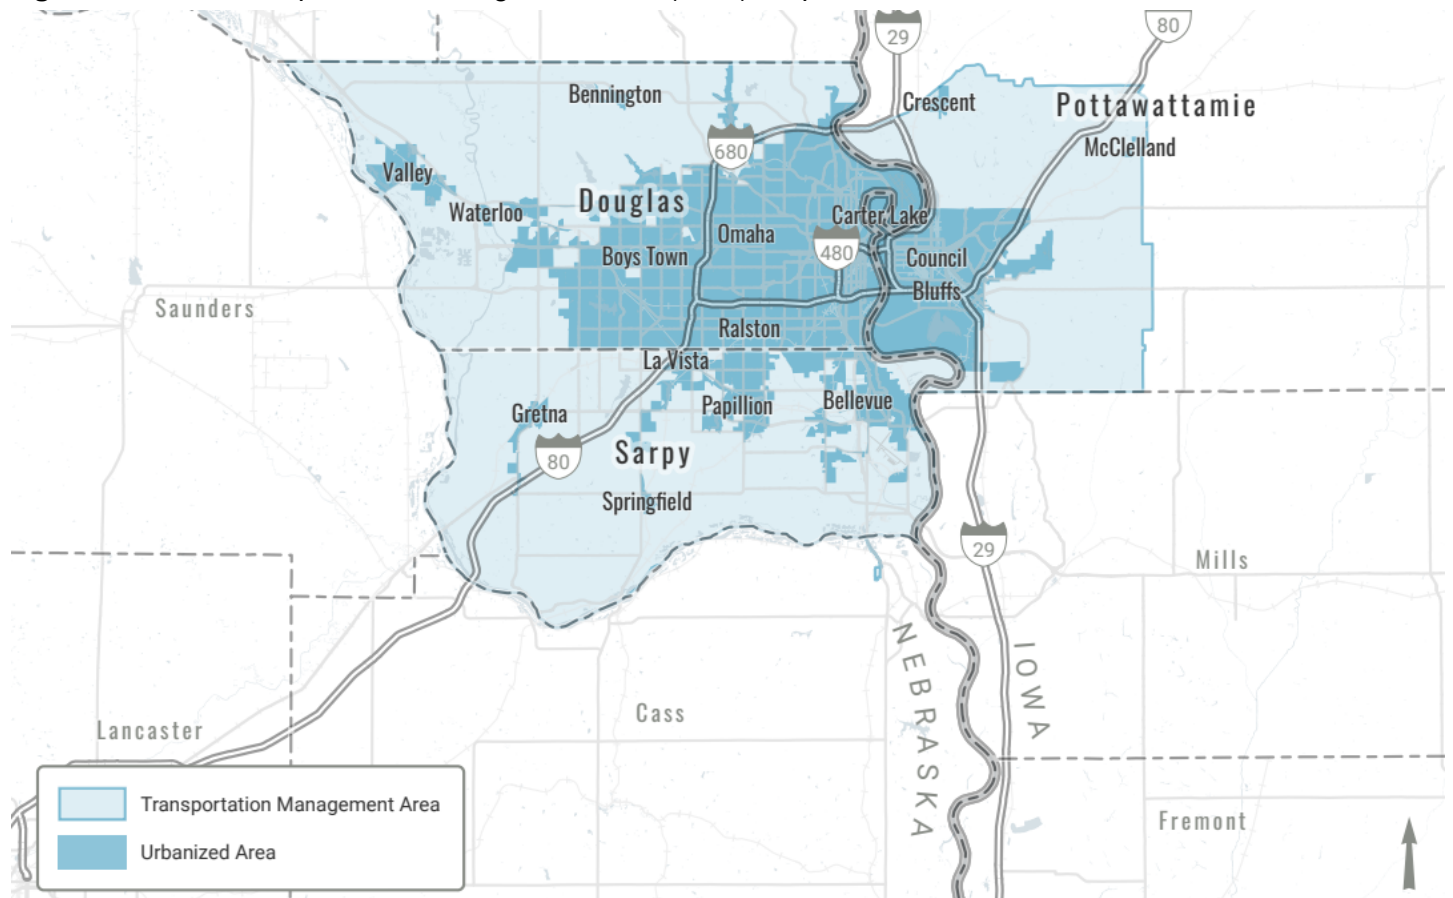 80
29
Bennington
Crescent
Pottawattamie
McClelland
680
Valley
Douglas
Waterloo
Carter Lake
Omaha
480
Boys Town
Council
Bluffs
Saunders
Ralston
La Vista
Papillion
Bellevue
Gretna
Sarpy
80
Springfield
29
Mills
NEBRASKA
IOWA
Cass
Lancaster
Fremont
Transportation Management Area
Urbanized Area